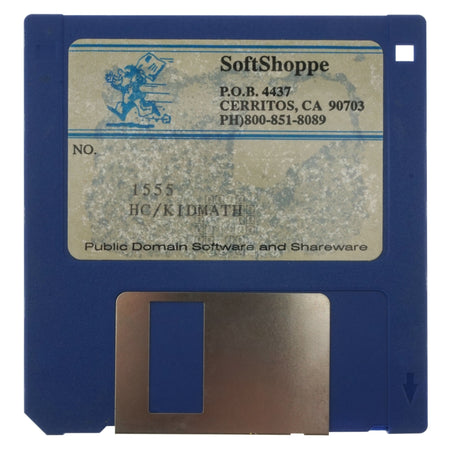 SoftShoppe
P.O.B. 4437
CERRITOS, CA 90703
PH)800-851-8089
NO.
1555
HC/KIDMATH
Public Domain Software and Shareware